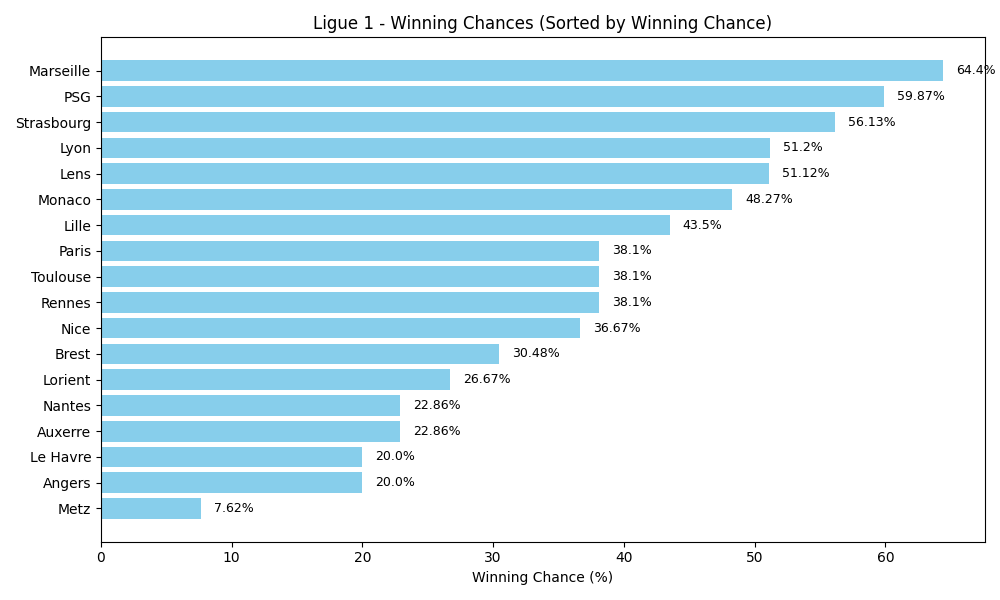 Ligue 1 - Winning Chances (Sorted by Winning Chance)
Marseille 64.4%
PSG 59.87%
Strasbourg 56.13%
Lyon 51.2%
Lens 51.12%
Monaco 48.27%
Lille 43.5%
Paris 38.1%
Toulouse 38.1%
Rennes 38.1%
Nice 36.67%
Brest 30.48%
Lorient 26.67%
Nantes 22.86%
Auxerre 22.86%
Le Havre 20.0%
Angers 20.0%
Metz 7.62%
0 10 20 30 40 50 60
Winning Chance (%)